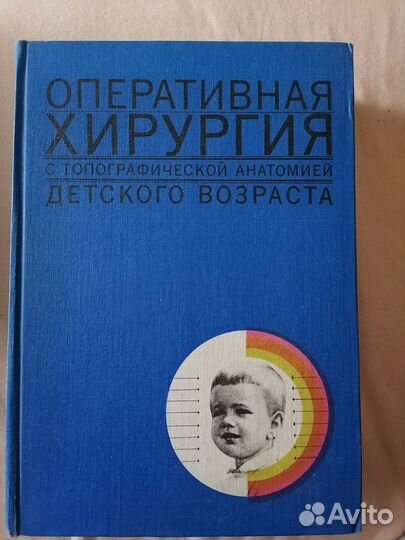 ОПЕРАТИВНАЯ
ХИРУРГИЯ
С ТОПОГРАФИЧЕСКОЙ АНАТОМИЕЙ
ДЕТСКОГО ВОЗРАСТА
Avito